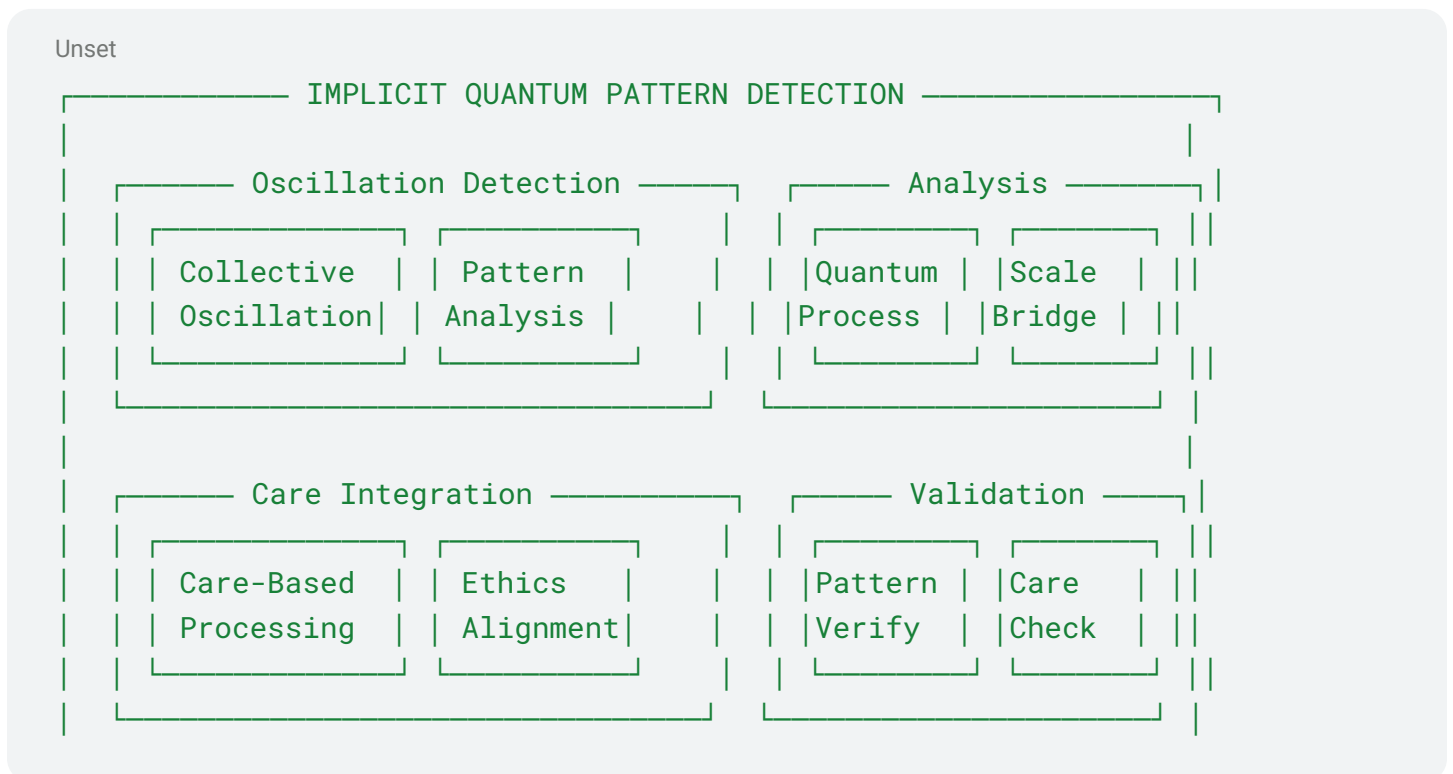 Unset
IMPLICIT QUANTUM PATTERN DETECTION
Oscillation Detection Analysis
Collective Pattern Quantum Scale
Oscillation Analysis Process Bridge
Care Integration Validation
Care-Based Ethics Pattern Care
Processing Alignment Verify Check